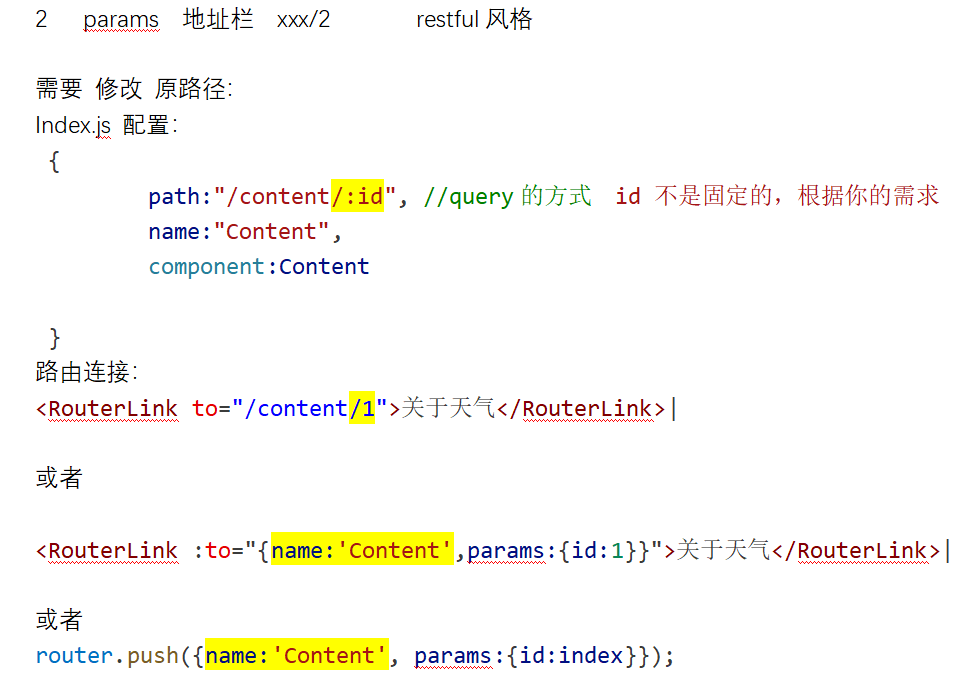 2 params 地址栏 xxx/2 restful 风格
需要 修改 原路径：
Index.js 配置：
{
path:"/content/:id", //query 的方式 id 不是固定的，根据你的需求
name:"Content",
component:Content
}
路由连接：
<RouterLink to="/content/1">关于天气</RouterLink>|
或者
<RouterLink :to="{name:'Content',params:{id:1}}">关于天气</RouterLink>|
或者
router.push({name:'Content', params:{id:index}});